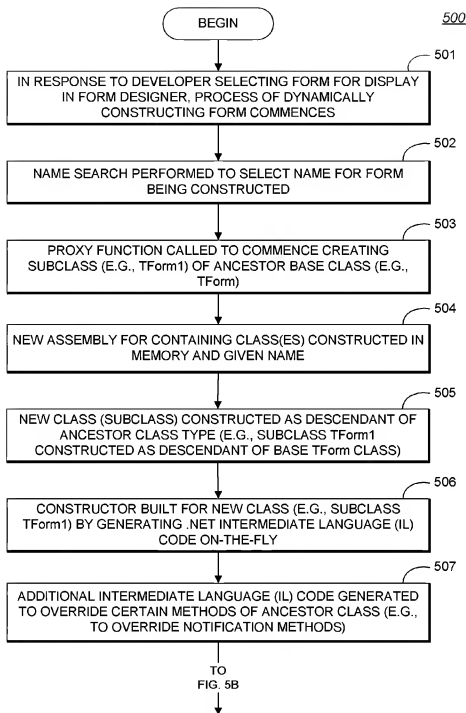 500
BEGIN
501
IN RESPONSE TO DEVELOPER SELECTING FORM FOR DISPLAY
IN FORM DESIGNER, PROCESS OF DYNAMICALLY
CONSTRUCTING FORM COMMENCES
502
NAME SEARCH PERFORMED TO SELECT NAME FOR FORM
BEING CONSTRUCTED
503
PROXY FUNCTION CALLED TO COMMENCE CREATING
SUBCLASS (E.G., TForm1) OF ANCESTOR BASE CLASS (E.G.,
TForm)
504
NEW ASSEMBLY FOR CONTAINING CLASS(ES) CONSTRUCTED IN
MEMORY AND GIVEN NAME
505
NEW CLASS (SUBCLASS) CONSTRUCTED AS DESCENDANT OF
ANCESTOR CLASS TYPE (E.G., SUBCLASS TForm1
CONSTRUCTED AS DESCENDANT OF BASE TForm CLASS)
506
CONSTRUCTOR BUILT FOR NEW CLASS (E.G., SUBCLASS
TForm1) BY GENERATING .NET INTERMEDIATE LANGUAGE (IL)
CODE ON-THE-FLY
507
ADDITIONAL INTERMEDIATE LANGUAGE (IL) CODE GENERATED
TO OVERRIDE CERTAIN METHODS OF ANCESTOR CLASS (E.G.,
TO OVERRIDE NOTIFICATION METHODS)
TO
FIG. 5B